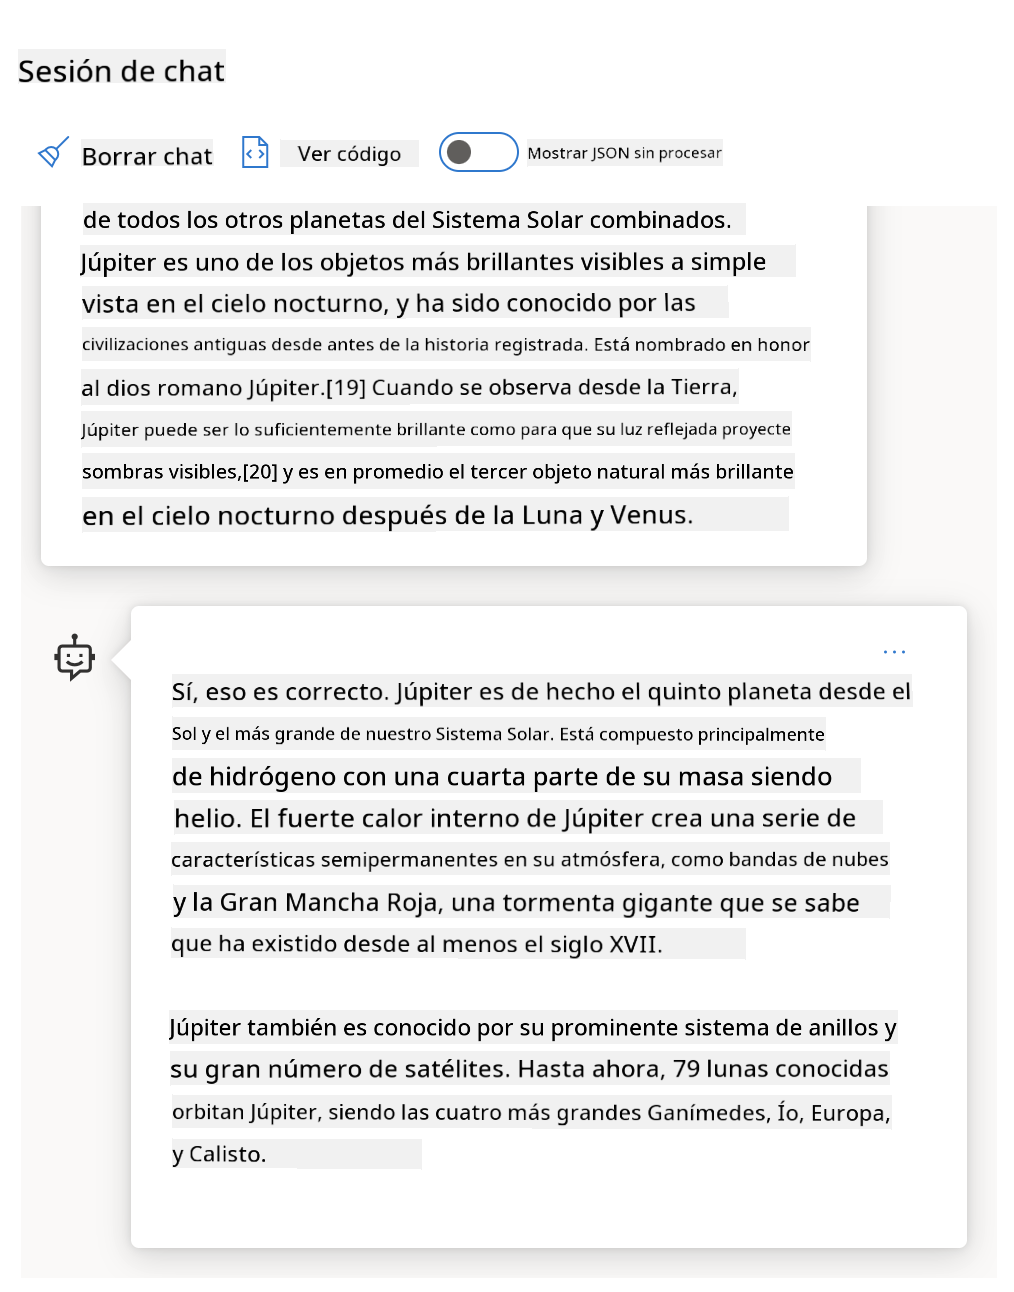 Sesión de chat
Borrar chat
Ver código
Mostrar JSON sin procesar
de todos los otros planetas del Sistema Solar combinados.
Júpiter es uno de los objetos más brillantes visibles a simple
vista en el cielo nocturno, y ha sido conocido por las
civilizaciones antiguas desde antes de la historia registrada. Está nombrado en honor
al dios romano Júpiter.[19] Cuando se observa desde la Tierra,
Júpiter puede ser lo suficientemente brillante como para que su luz reflejada proyecte
sombras visibles,[20] y es en promedio el tercer objeto natural más brillante
en el cielo nocturno después de la Luna y Venus.
Sí, eso es correcto. Júpiter es de hecho el quinto planeta desde el
Sol y el más grande de nuestro Sistema Solar. Está compuesto principalmente
de hidrógeno con una cuarta parte de su masa siendo
helio. El fuerte calor interno de Júpiter crea una serie de
características semipermanentes en su atmósfera, como bandas de nubes
y la Gran Mancha Roja, una tormenta gigante que se sabe
que ha existido desde al menos el siglo XVII.
Júpiter también es conocido por su prominente sistema de anillos y
su gran número de satélites. Hasta ahora, 79 lunas conocidas
orbitan Júpiter, siendo las cuatro más grandes Ganímedes, Ío, Europa,
y Calisto.